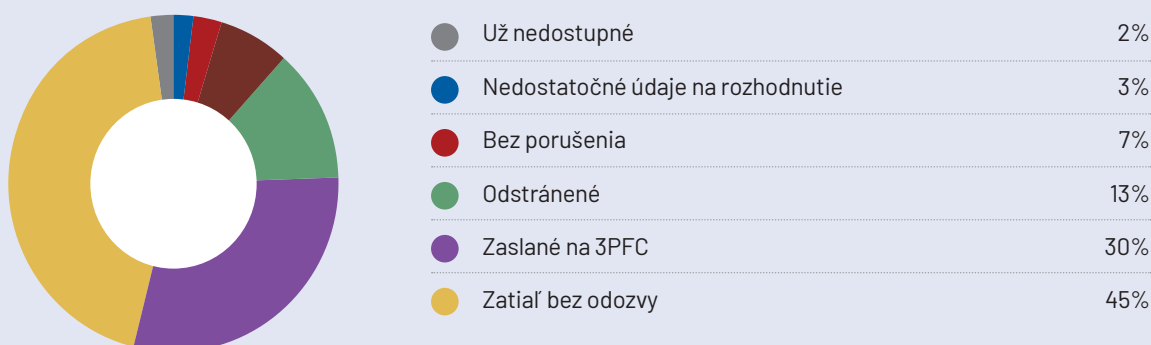 Už nedostupné 2%
Nedostatočné údaje na rozhodnutie 3%
Bez porušenia 7%
Odstránené 13%
Zaslané na 3PFC 30%
Zatiaľ bez odozvy 45%